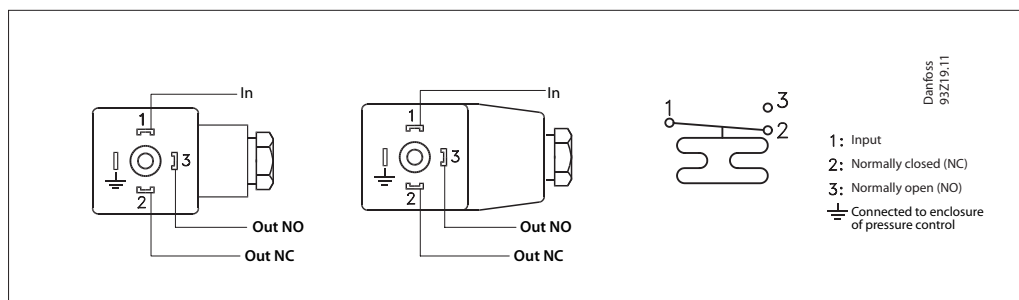 In
1
3
2
Out NO
Out NC
In
1
3
2
Out NO
Out NC
1
3
2
Danfoss
93Z19.11
1: Input
2: Normally closed (NC)
3: Normally open (NO)
Connected to enclosure
of pressure control